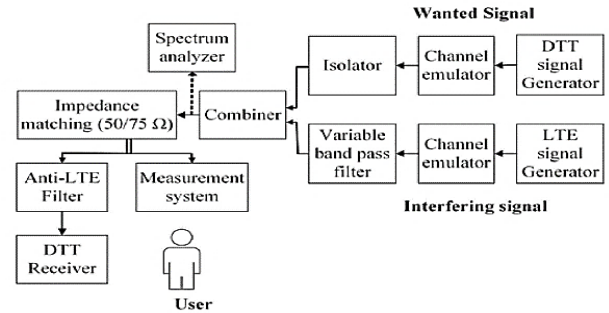 Wanted Signal
Spectrum
analyzer
Isolator
Channel
emulator
DTT
signal
Generator
Impedance
matching (50/75 Ω)
Combiner
Variable
band pass
filter
Channel
emulator
LTE
signal
Generator
Anti-LTE
Filter
Measurement
system
Interfering signal
DTT
Receiver
User